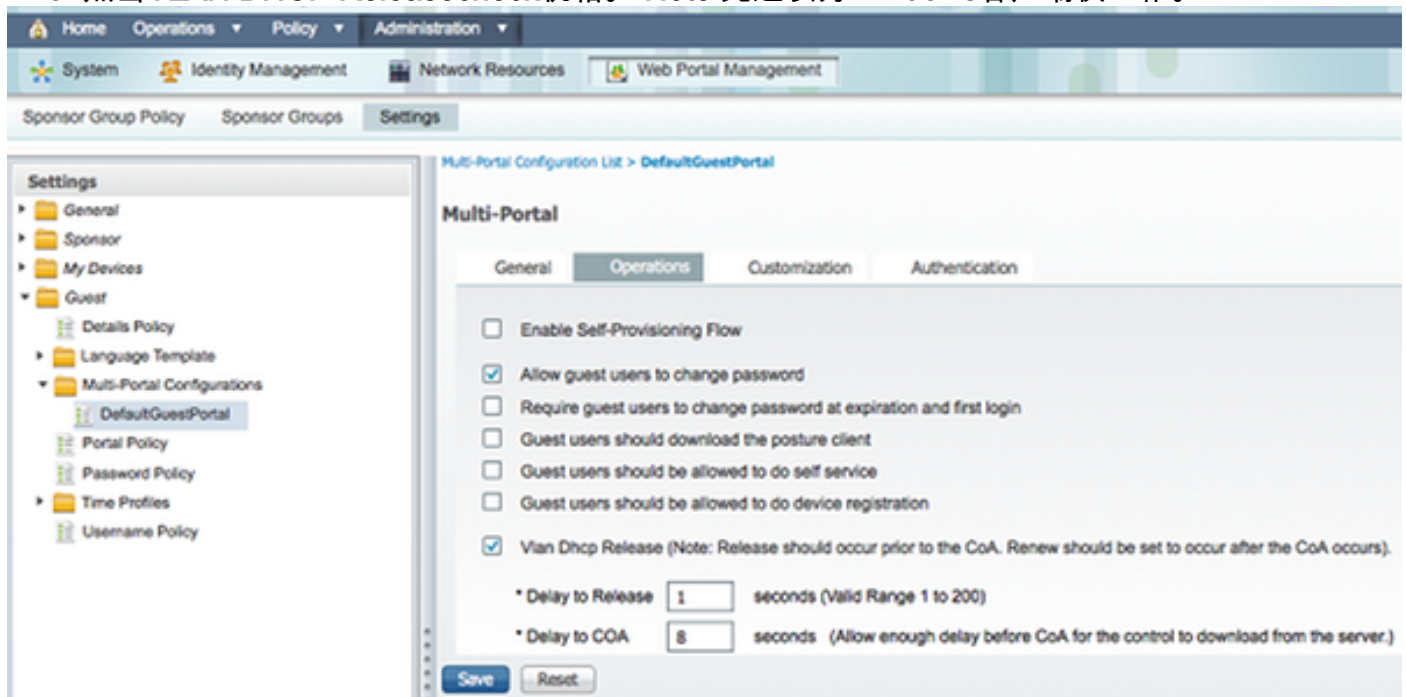 Home Operations Policy Administration
System Identity Management Network Resources Web Portal Management
Sponsor Group Policy Sponsor Groups Settings
Settings
General
Sponsor
My Devices
Guest
Details Policy
Language Template
Multi-Portal Configurations
DefaultGuestPortal
Portal Policy
Password Policy
Time Profiles
Username Policy
Multi-Portal Configuration List > DefaultGuestPortal
Multi-Portal
General Operations Customization Authentication
Enable Self-Provisioning Flow
Allow guest users to change password
Require guest users to change password at expiration and first login
Guest users should download the posture client
Guest users should be allowed to do self service
Guest users should be allowed to do device registration
Vlan Dhcp Release (Note: Release should occur prior to the CoA. Renew should be set to occur after the CoA occurs).
* Delay to Release 1 seconds (Valid Range 1 to 200)
* Delay to COA 8 seconds (Allow enough delay before CoA for the control to download from the server.)
Save Reset